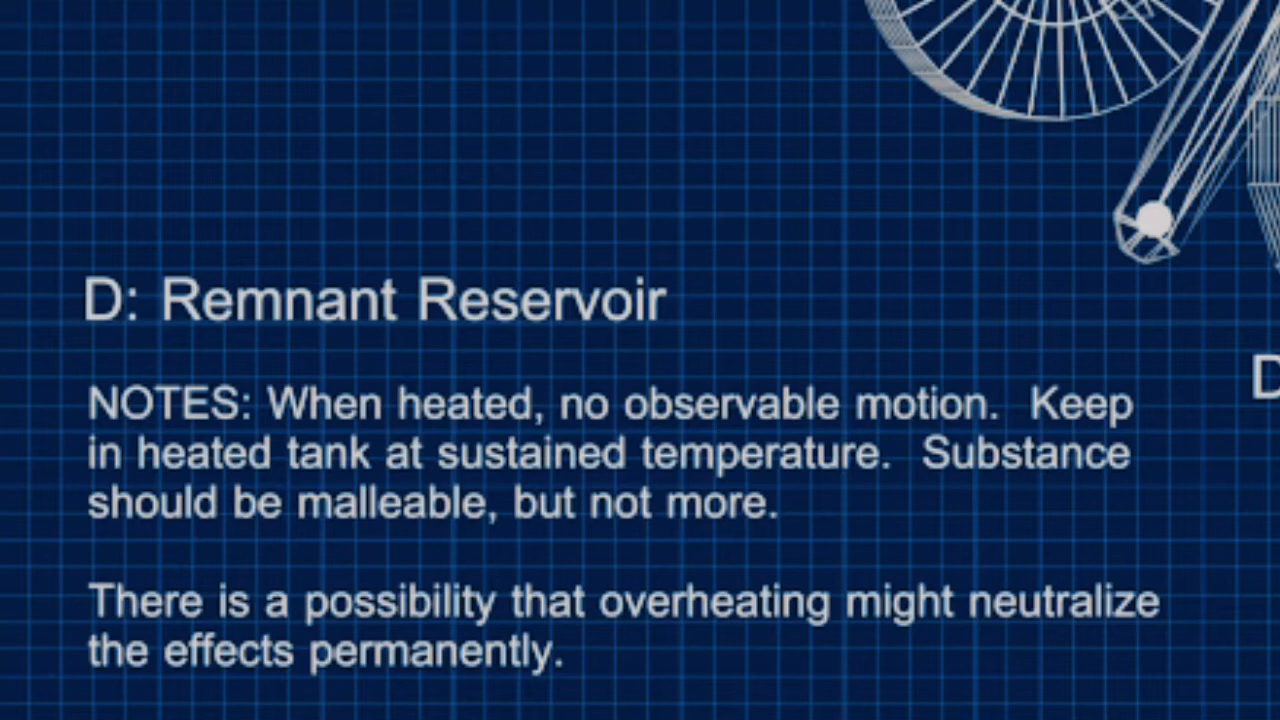 D: Remnant Reservoir
NOTES: When heated, no observable motion.  Keep
in heated tank at sustained temperature.  Substance
should be malleable, but not more.
There is a possibility that overheating might neutralize
the effects permanently.